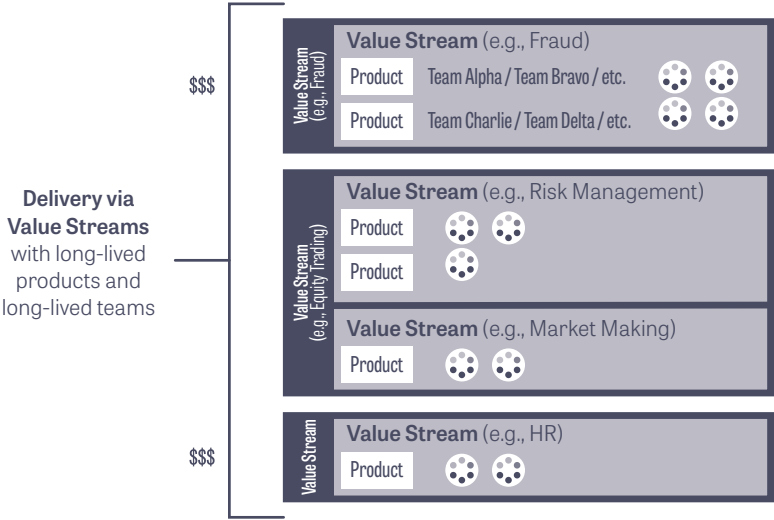 Delivery via
Value Streams
with long-lived
products and
long-lived teams
$$$
$$$
Value Stream
(e.g., Fraud)
Value Stream (e.g., Fraud)
Product Team Alpha / Team Bravo / etc.
Product Team Charlie / Team Delta / etc.
Value Stream
(e.g., Equity Trading)
Value Stream (e.g., Risk Management)
Product
Product
Value Stream (e.g., Market Making)
Product
Value Stream
Value Stream (e.g., HR)
Product